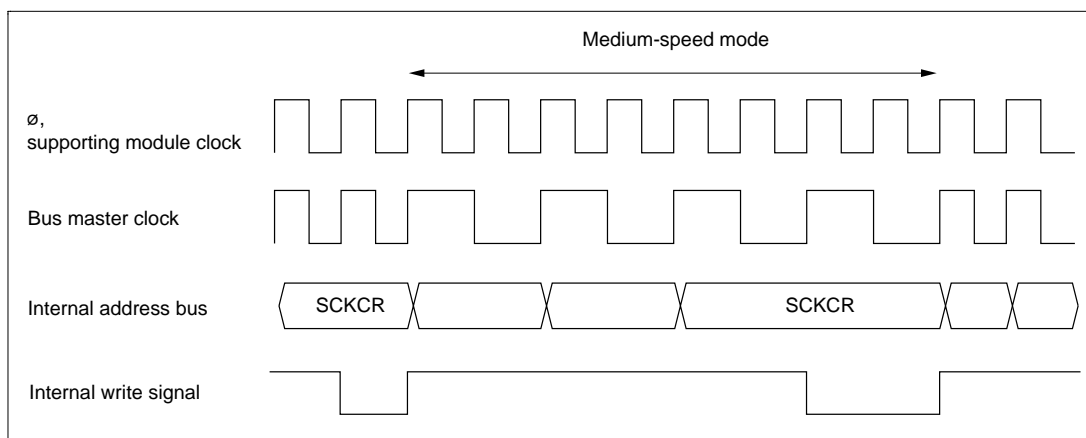 Medium-speed mode
ø,
supporting module clock
Bus master clock
Internal address bus
SCKCR
SCKCR
Internal write signal